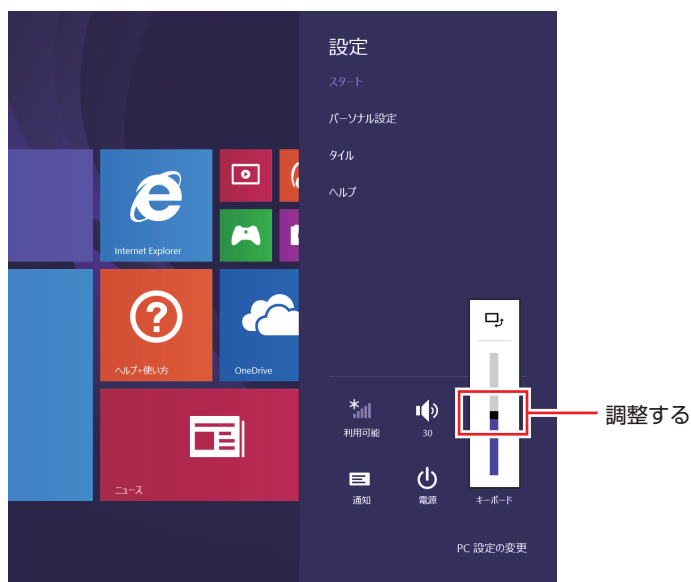 設定
スタート
パーソナル設定
タイル
ヘルプ
Internet Explorer
ヘルプ+使い方
OneDrive
ニュース
利用可能
30
調整する
通知
電源
キーボード
PC 設定の変更